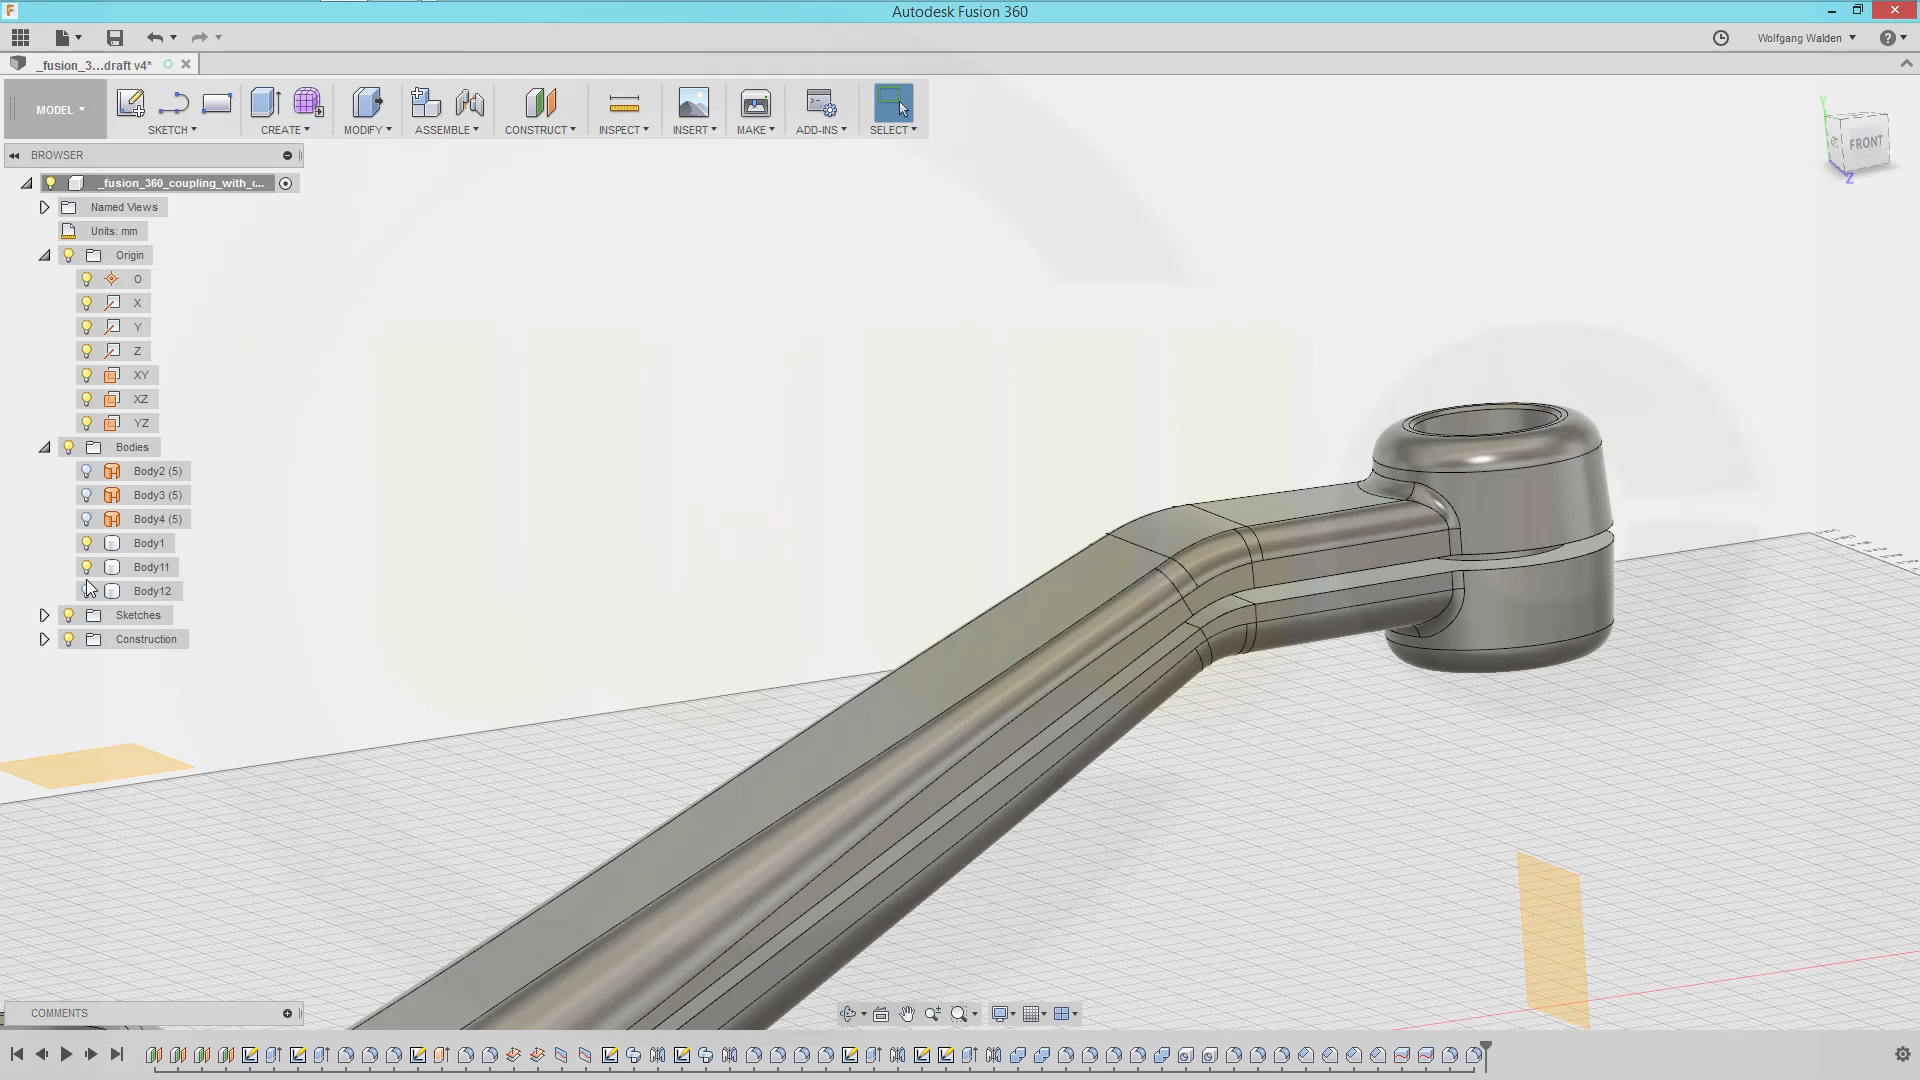 Autodesk Fusion 360
Wolfgang Walden
_fusion_3...draft v4*
MODEL
SKETCH
CREATE
MODIFY
ASSEMBLE
CONSTRUCT
INSPECT
INSERT
MAKE
ADD-INS
SELECT
BROWSER
_fusion_360_coupling_with_(...
Named Views
Units: mm
Origin
O
X
Y
Z
XY
XZ
YZ
Bodies
Body2 (5)
Body3 (5)
Body4 (5)
Body1
Body11
Body12
Sketches
Construction
Y
FRONT
Z
COMMENTS